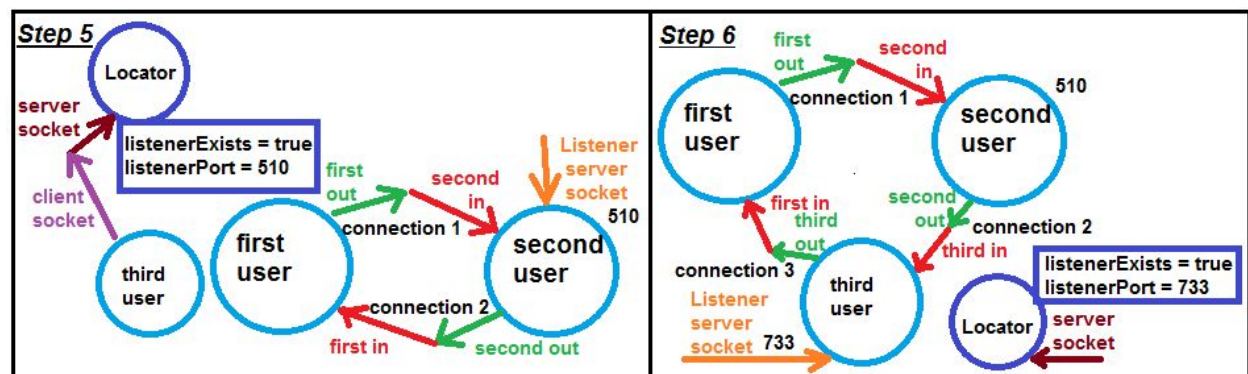 Step 5
Locator
server
socket
listenerExists = true
listenerPort = 510
client
socket
third
user
first
user
first
out
second
in
connection 1
Listener
server
socket
510
second
user
connection 2
first in
second out
Step 6
first
out
second
in
connection 1
first
user
510
second
user
first in
third
out
second
out
connection 2
third in
connection 3
third
user
Listener
server
socket
733
listenerExists = true
listenerPort = 733
Locator
server
socket